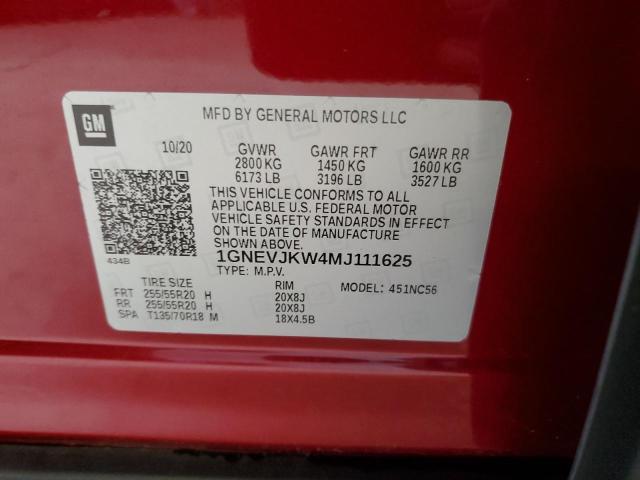 GM
MFD BY GENERAL MOTORS LLC
10/20 GVWR GAWR FRT GAWR RR
2800 KG 1450 KG 1600 KG
6173 LB 3196 LB 3527 LB
THIS VEHICLE CONFORMS TO ALL
APPLICABLE U.S. FEDERAL MOTOR
VEHICLE SAFETY STANDARDS IN EFFECT
ON THE DATE OF MANUFACTURE
SHOWN ABOVE.
434B
1GNEVJKW4MJ111625
TYPE: M.P.V.
TIRE SIZE RIM MODEL: 451NC56
FRT 255/55R20 H 20X8J
RR 255/55R20 H 20X8J
SPA T135/70R18 M 18X4.5B